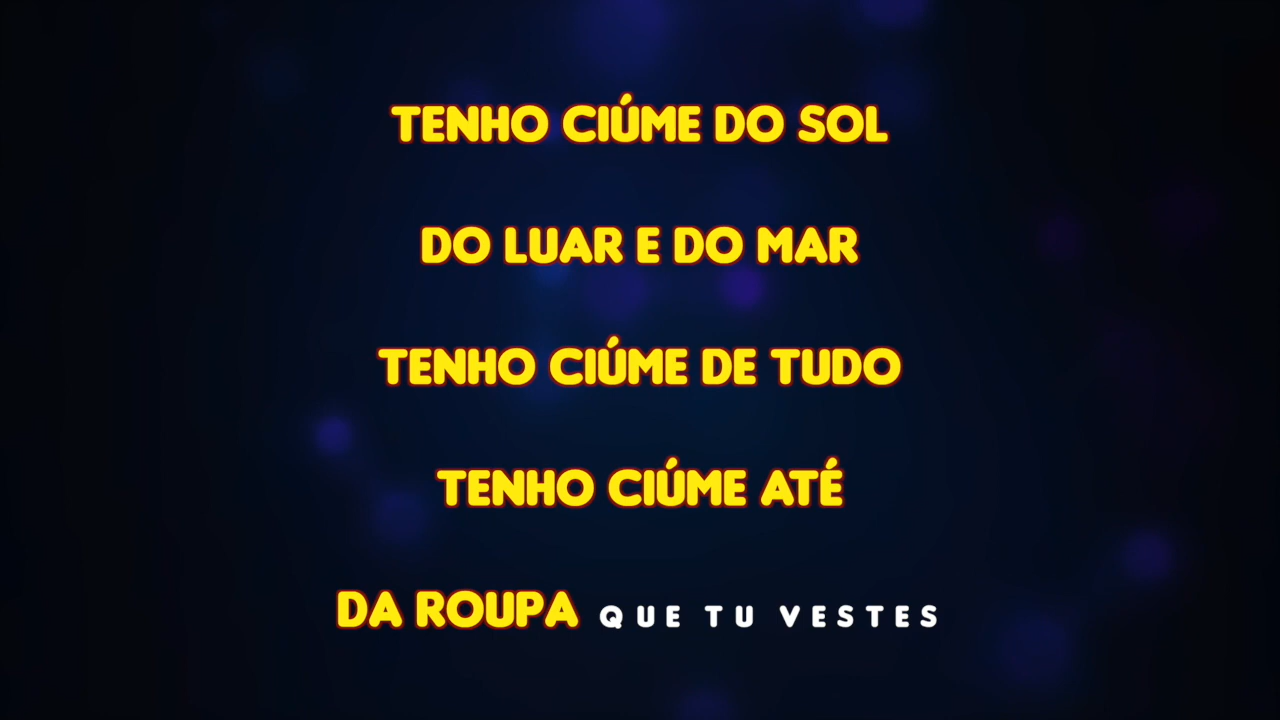 TENHO CIÚME DO SOL
DO LUAR E DO MAR
TENHO CIÚME DE TUDO
TENHO CIÚME ATÉ
DA ROUPA QUE TU VESTES